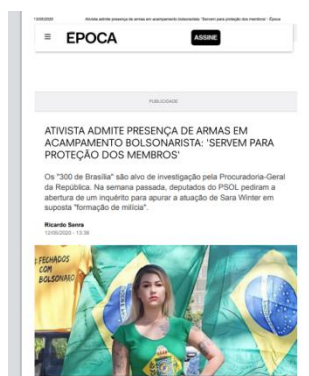 13/05/2020 Ativista admite presença de armas em acampamento bolsonarista: 'Servem para proteção dos membros' - Época
EPOCA
ASSINE
PUBLICIDADE
ATIVISTA ADMITE PRESENÇA DE ARMAS EM
ACAMPAMENTO BOLSONARISTA: 'SERVEM PARA
PROTEÇÃO DOS MEMBROS'
Os "300 de Brasília" são alvo de investigação pela Procuradoria-Geral
da República. Na semana passada, deputados do PSOL pediram a
abertura de um inquérito para apurar a atuação de Sara Winter em
suposta "formação de milícia".
Ricardo Senra
12/05/2020 - 13:38
FECHADOS
COM
BOLSONARO